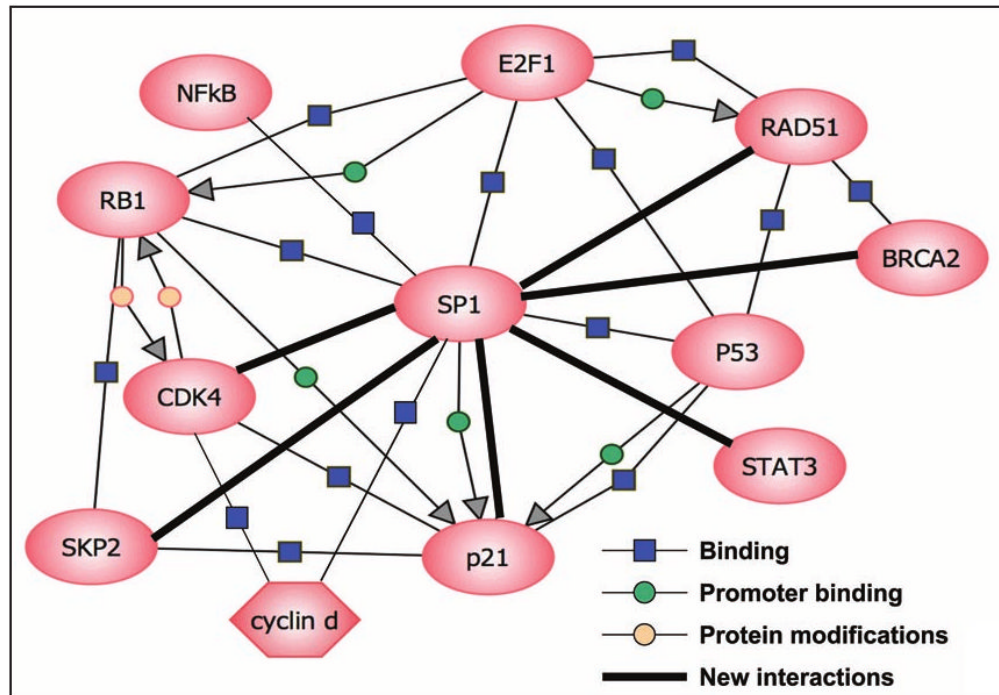 E2F1
NFkB
RAD51
RB1
BRCA2
SP1
P53
CDK4
STAT3
SKP2
p21
cyclin d
Binding
Promoter binding
Protein modifications
New interactions